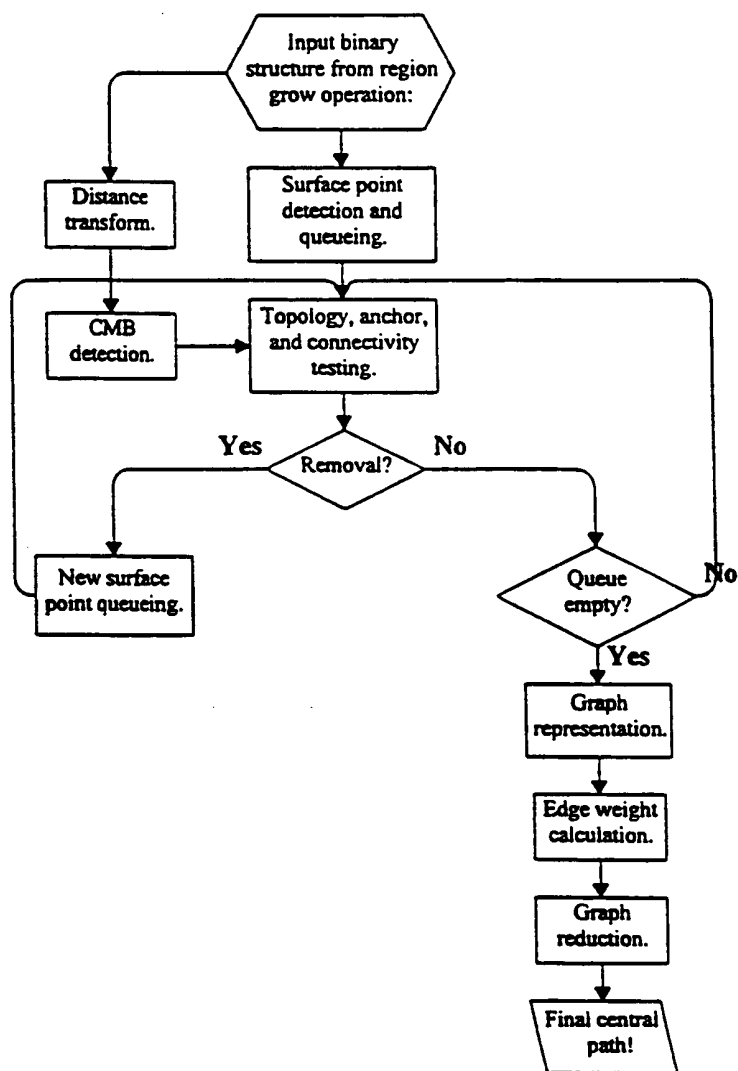 Input binary
structure from region
grow operation:
Distance
transform.
Surface point
detection and
queueing.
CMB
detection.
Topology, anchor,
and connectivity
testing.
Yes
Removal?
No
New surface
point queueing.
Queue
empty?
No
Yes
Graph
representation.
Edge weight
calculation.
Graph
reduction.
Final central
path!